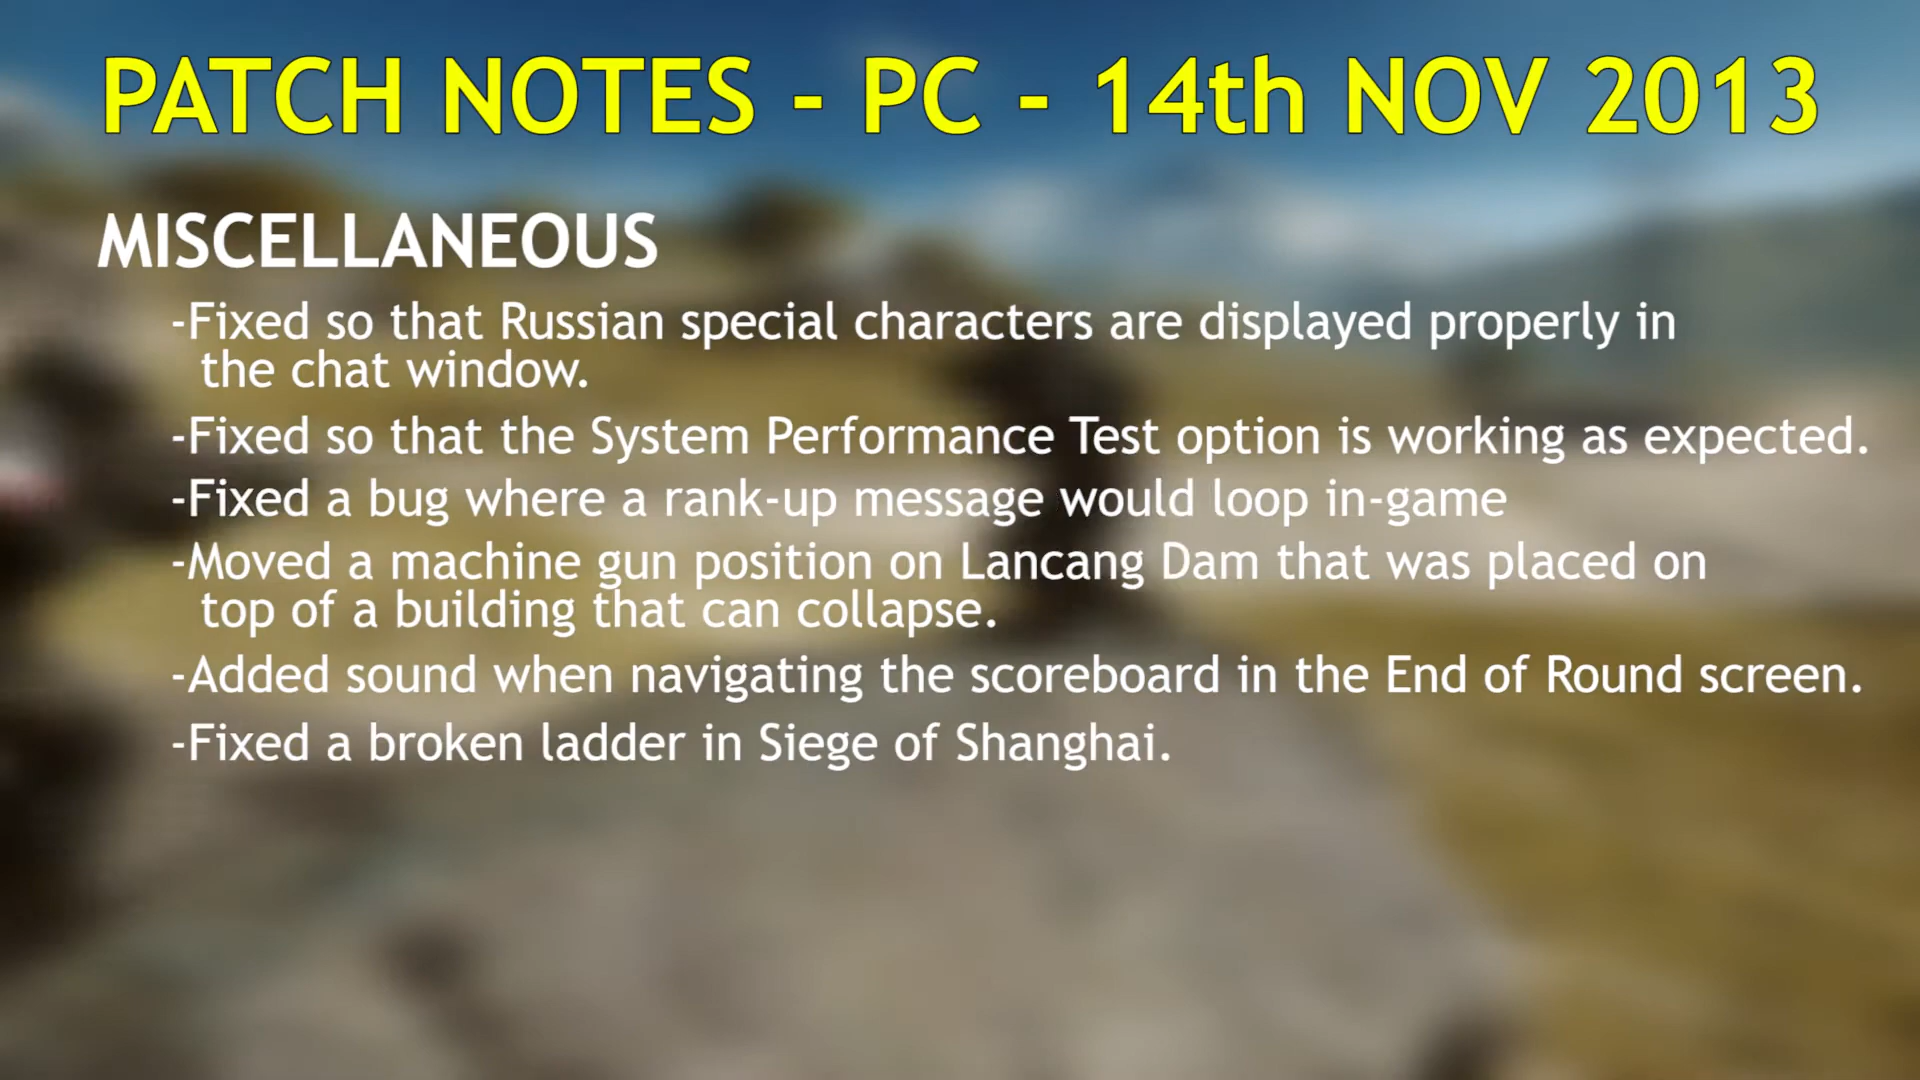 PATCH NOTES - PC - 14th NOV 2013
MISCELLANEOUS
-Fixed so that Russian special characters are displayed properly in
the chat window.
-Fixed so that the System Performance Test option is working as expected.
-Fixed a bug where a rank-up message would loop in-game
-Moved a machine gun position on Lancang Dam that was placed on
top of a building that can collapse.
-Added sound when navigating the scoreboard in the End of Round screen.
-Fixed a broken ladder in Siege of Shanghai.